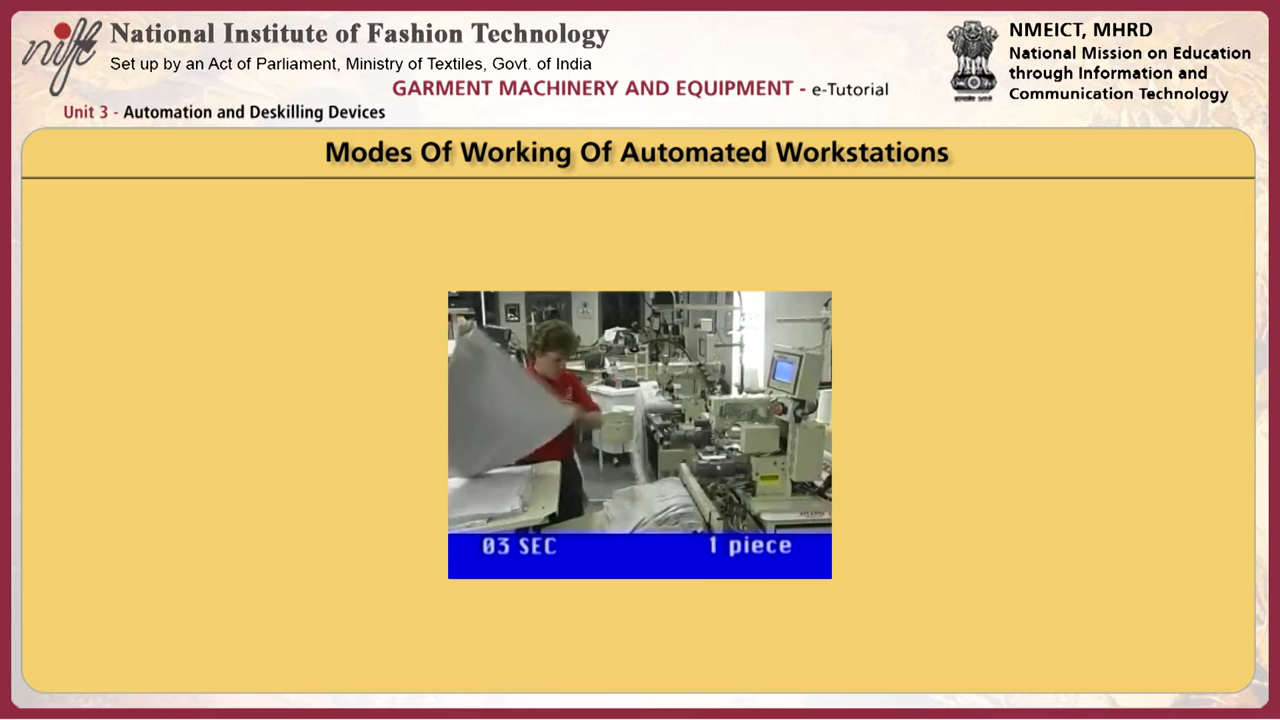 nift
National Institute of Fashion Technology
Set up by an Act of Parliament, Ministry of Textiles, Govt. of India
NMEICT, MHRD
National Mission on Education
through Information and
Communication Technology
GARMENT MACHINERY AND EQUIPMENT - e-Tutorial
Unit 3 - Automation and Deskilling Devices
Modes Of Working Of Automated Workstations
03 SEC
1 piece